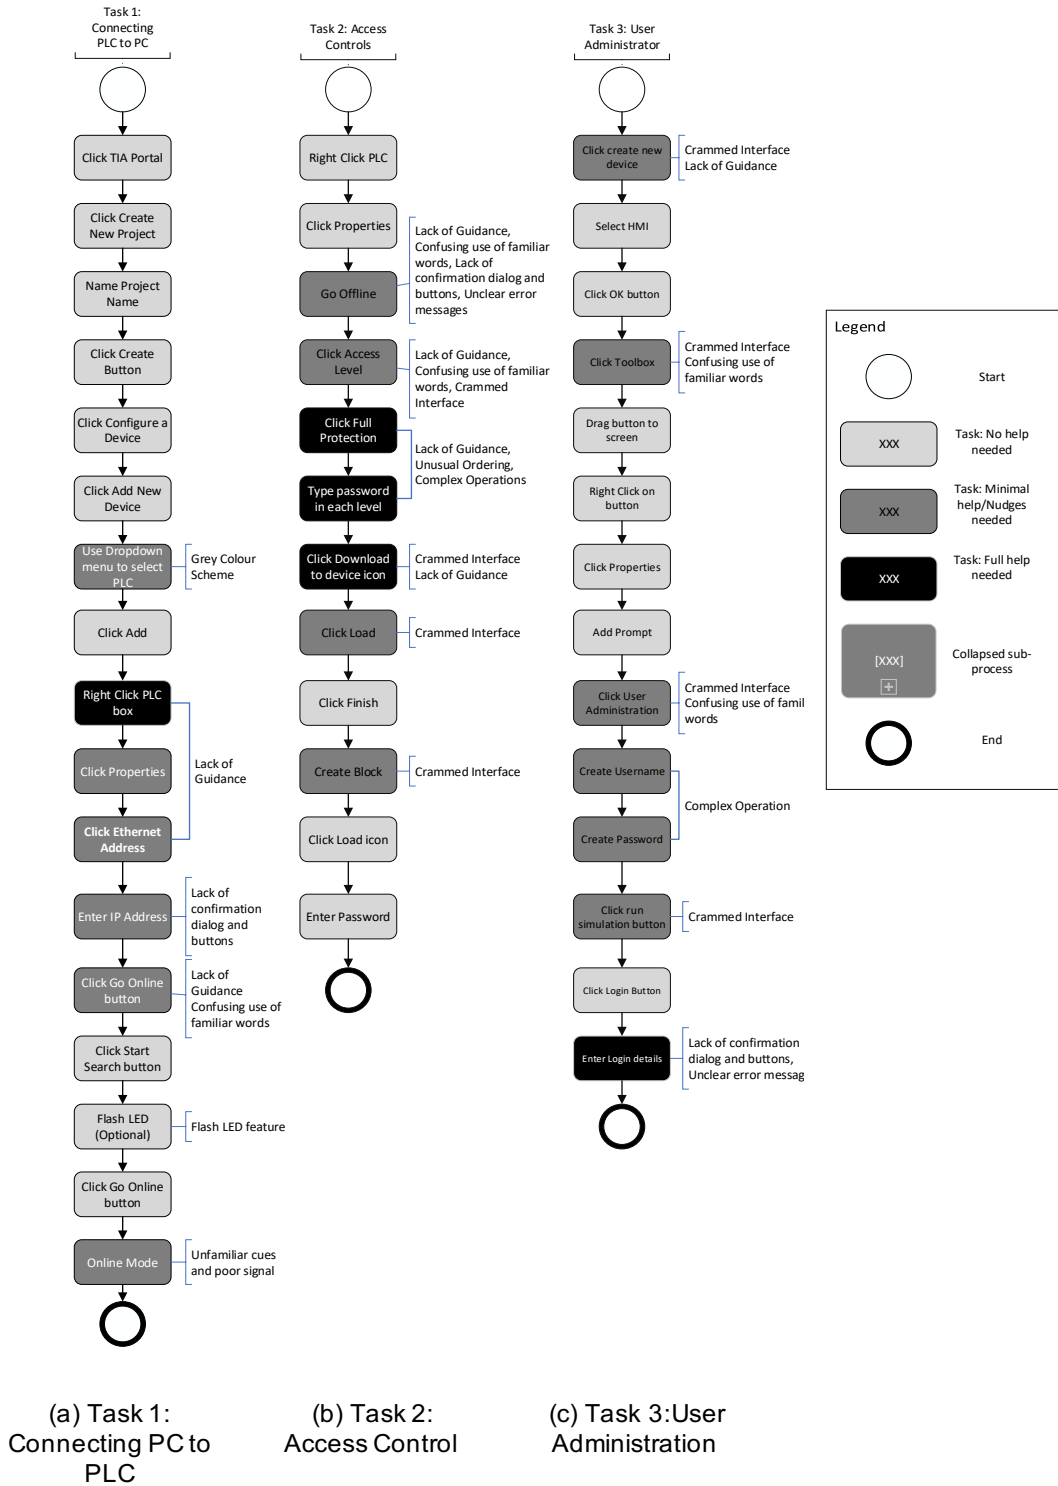 Task 1:
Connecting
PLC to PC
Click TIA Portal
Click Create
New Project
Name Project
Name
Click Create
Button
Click Configure a
Device
Click Add New
Device
Use Dropdown
menu to select
PLC
Grey Colour
Scheme
Click Add
Right Click PLC
box
Click Properties
Lack of
Guidance
Click Ethernet
Address
Enter IP Address
Lack of
confirmation
dialog and
buttons
Click Go Online
button
Lack of
Guidance
Confusing use of
familiar words
Click Start
Search button
Flash LED
(Optional)
Flash LED feature
Click Go Online
button
Online Mode
Unfamiliar cues
and poor signal
(a) Task 1:
Connecting PC to
PLC
Task 2: Access
Controls
Right Click PLC
Click Properties
Go Offline
Lack of Guidance,
Confusing use of familiar
words, Lack of
confirmation dialog and
buttons, Unclear error
messages
Click Access
Level
Lack of Guidance,
Confusing use of familiar
words, Crammed
Interface
Click Full
Protection
Type password
in each level
Lack of Guidance,
Unusual Ordering,
Complex Operations
Click Download
to device icon
Crammed Interface
Lack of Guidance
Click Load
Crammed Interface
Click Finish
Create Block
Crammed Interface
Click Load icon
Enter Password
(b) Task 2:
Access Control
Task 3: User
Administrator
Click create new
device
Crammed Interface
Lack of Guidance
Select HMI
Click OK button
Click Toolbox
Crammed Interface
Confusing use of
familiar words
Drag button to
screen
Right Click on
button
Click Properties
Add Prompt
Click User
Administration
Crammed Interface
Confusing use of famil
words
Create Username
Create Password
Complex Operation
Click run
simulation button
Crammed Interface
Click Login Button
Enter Login details
Lack of confirmation
dialog and buttons,
Unclear error messag
(c) Task 3:User
Administration
Legend
Start
XXX
Task: No help
needed
XXX
Task: Minimal
help/Nudges
needed
XXX
Task: Full help
needed
[XXX]
Collapsed sub-
process
End